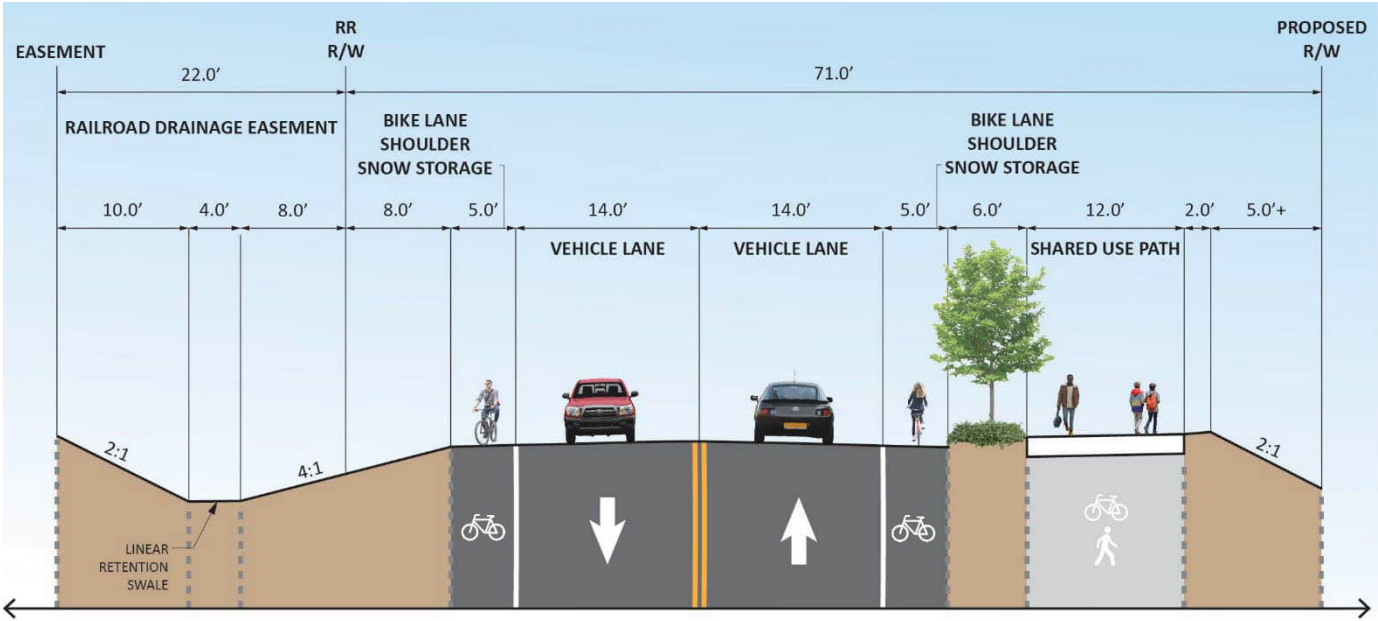 EASEMENT
RR
R/W
PROPOSED
R/W
22.0’
71.0’
RAILROAD DRAINAGE EASEMENT
BIKE LANE
SHOULDER
SNOW STORAGE
BIKE LANE
SHOULDER
SNOW STORAGE
10.0’
4.0’
8.0’
8.0’
5.0’
14.0’
14.0’
5.0’
6.0’
12.0’
2.0’
5.0’+
VEHICLE LANE
VEHICLE LANE
SHARED USE PATH
2:1
4:1
2:1
LINEAR
RETENTION
SWALE